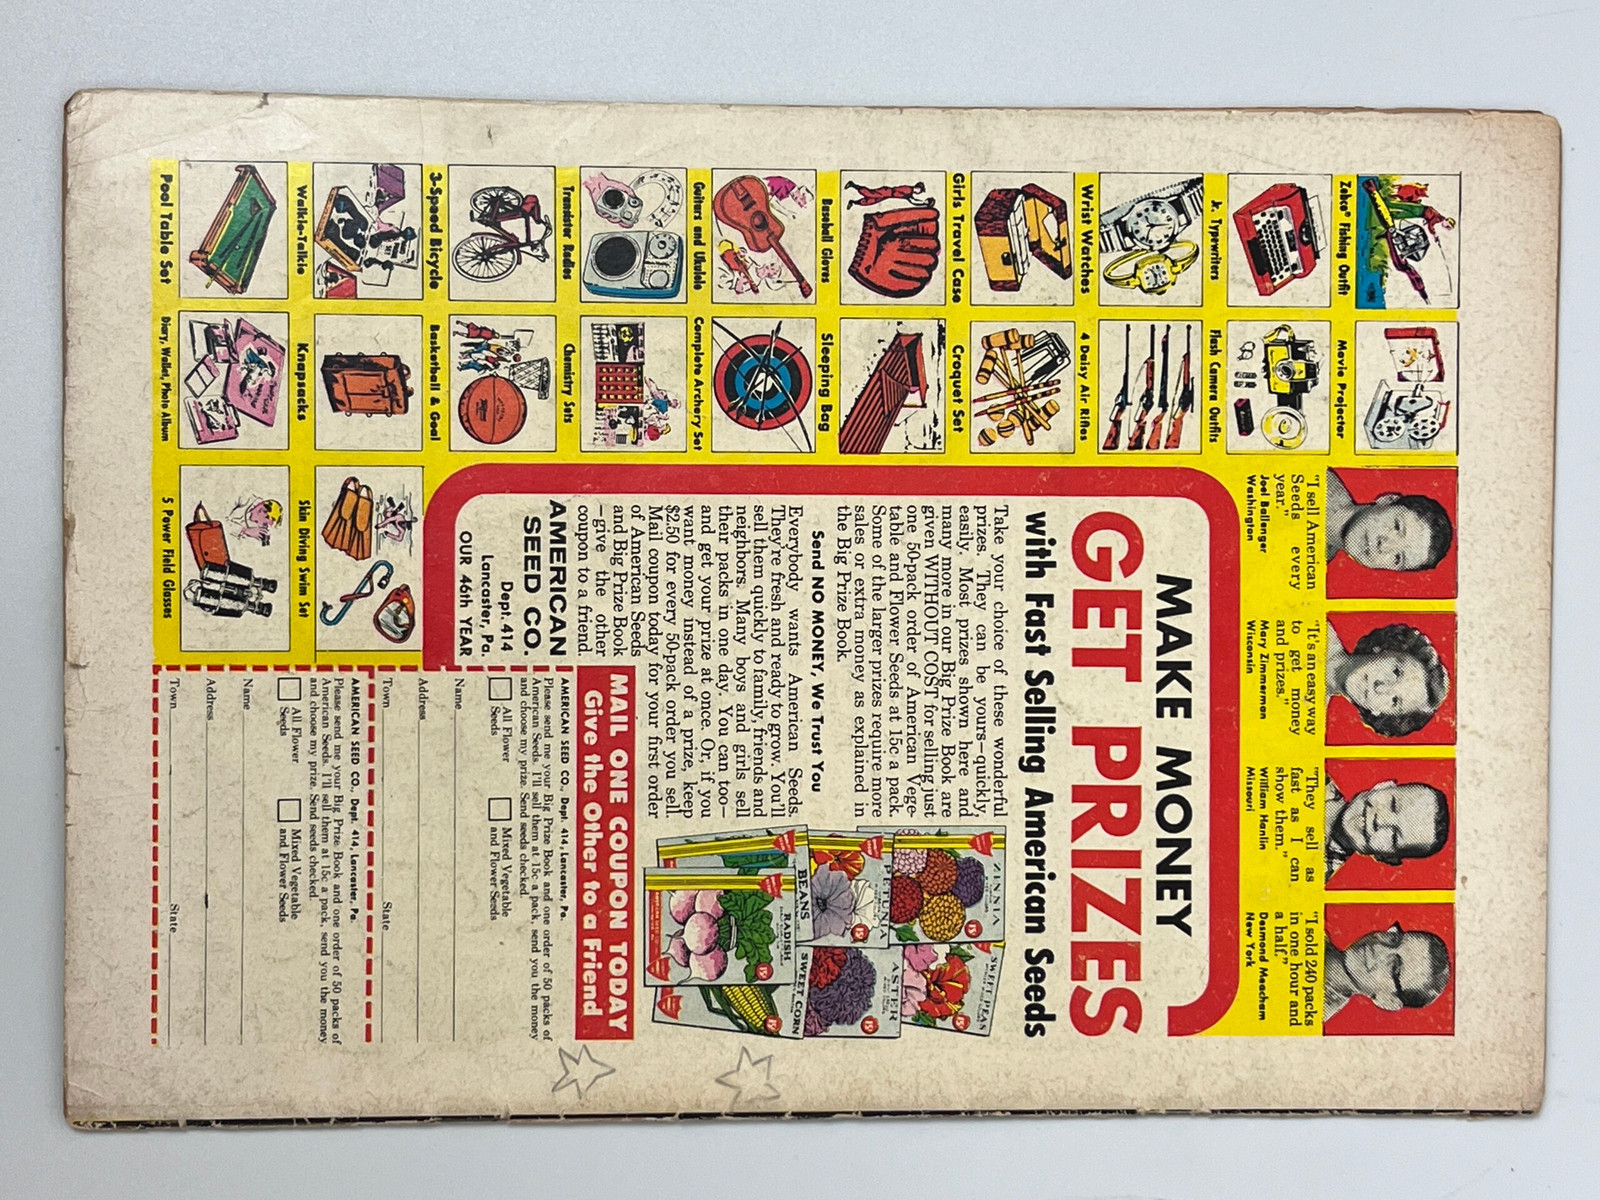 "I sell American
Seeds every
year."
Joel Ballenger
Washington
"It's an easy way
to get money
and prizes."
Mary Zimmerman
Wisconsin
"They sell as
fast as I can
show them."
William Hanlin
Missouri
"I sold 240 packs
in one hour and
a half."
Desmond Meacham
New York
MAKE MONEY
GET PRIZES
with Fast Selling American Seeds
Take your choice of these wonderful
prizes. They can be yours—quickly,
easily. Most prizes shown here and
many more in our Big Prize Book are
given WITHOUT COST for selling just
one 50-pack order of American Vege-
table and Flower Seeds at 15c a pack.
Some of the larger prizes require more
sales or extra money as explained in
the Big Prize Book.
Send NO MONEY, We Trust You
Everybody wants American Seeds.
They're fresh and ready to grow. You'll
sell them quickly to family, friends and
neighbors. Many boys and girls sell
their packs in one day. You can too—
and get your prize at once. Or, if you
want money instead of a prize, keep
$2.50 for every 50-pack order you sell.
Mail coupon today for your first order
of American Seeds
and Big Prize Book
—give the other
coupon to a friend
AMERICAN
SEED CO.
Dept. 414
Lancaster, Pa.
OUR 46th YEAR
ZINNIA
15¢
SWEET PEAS
15¢
PETUNIA
15¢
ASTER
15¢
BEANS
SWEET CORN
15¢
RADISH
15¢
MAIL ONE COUPON TODAY
Give the Other to a Friend
AMERICAN SEED CO., Dept. 414, Lancaster, Pa.
Please send me your Big Prize Book and one order of 50 packs of
American Seeds. I'll sell them at 15c a pack, send you the money
and choose my prize. Send seeds checked.
All Flower
Seeds
Mixed Vegetable
and Flower Seeds
Name
Address
Town
State
AMERICAN SEED CO., Dept. 414, Lancaster, Pa.
Please send me your Big Prize Book and one order of 50 packs of
American Seeds. I'll sell them at 15c a pack, send you the money
and choose my prize. Send seeds checked.
All Flower
Seeds
Mixed Vegetable
and Flower Seeds
Name
Address
Town
State
Zebco® Fishing Outfit
Movie Projector
Jr. Typewriters
Flash Camera Outfits
Wrist Watches
4 Daisy Air Rifles
Girls Travel Case
Croquet Set
Baseball Gloves
Sleeping Bag
Guitars and Ukulele
Complete Archery Set
Transistor Radios
Chemistry Sets
3-Speed Bicycle
Basketball & Goal
Walkie-Talkie
Knapsacks
Skin Diving Swim Set
Pool Table Set
Diary, Wallet, Photo Album
5 Power Field Glasses